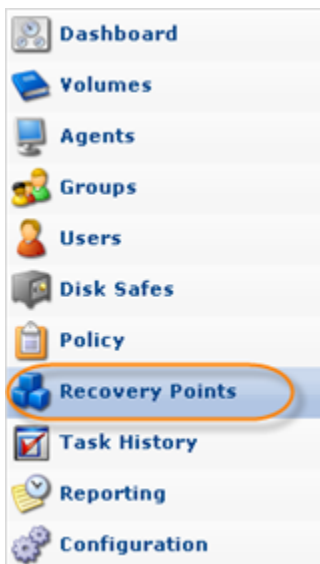 Dashboard
Volumes
Agents
Groups
Users
Disk Safes
Policy
Recovery Points
Task History
Reporting
Configuration